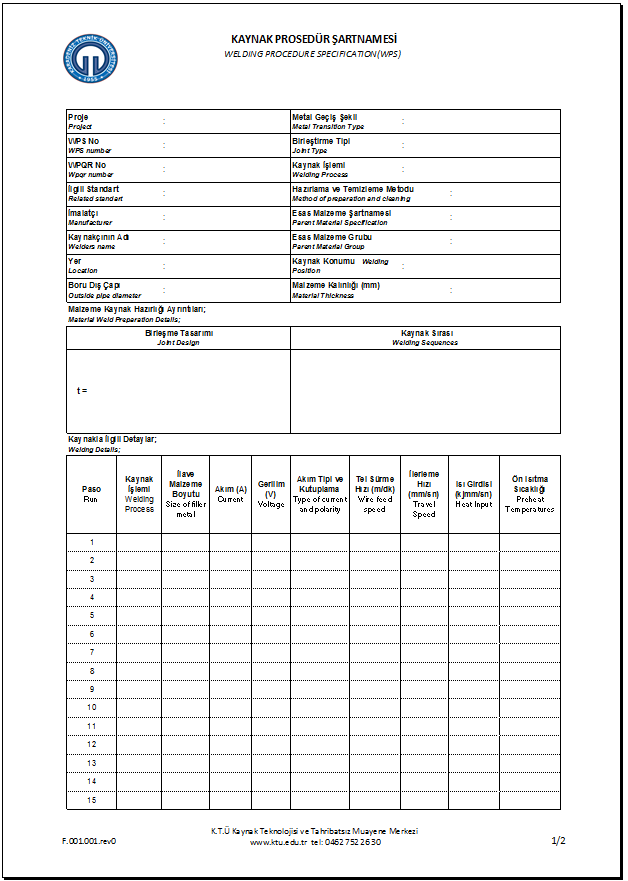 KARADENİZ TEKNİK ÜNİVERSİTESİ
1955
KAYNAK PROSEDÜR ŞARTNAMESİ
WELDING PROCEDURE SPECIFICATION(WPS)
Proje : Metal Geçiş Şekli :
Project Metal Transition Type
WPS No : Birleştirme Tipi :
WPS number Joint Type
WPQR No : Kaynak İşlemi :
Wpqr number Welding Process
İlgili Standart : Hazırlama ve Temizleme Metodu :
Related standart Method of preparation and cleaning
İmalatçı : Esas Malzeme Şartnamesi :
Manufacturer Parent Material Specification
Kaynakçının Adı : Esas Malzeme Grubu :
Welders name Parent Material Group
Yer : Kaynak Konumu Welding :
Location Position
Boru Dış Çapı : Malzeme Kalınlığı (mm) :
Outside pipe diameter Material Thickness
Malzeme Kaynak Hazırlığı Ayrıntıları;
Material Weld Preparation Details;
Birleşme Tasarımı Kaynak Sırası
Joint Design Welding Sequences
t =
Kaynakla İlgili Detaylar;
Welding Details;
Paso
Run
Kaynak
İşlemi
Welding
Process
İlave
Malzeme
Boyutu
Size of filler
metal
Akım (A)
Current
Gerilim
(V)
Voltage
Akım Tipi ve
Kutuplama
Type of current
and polarity
Tel Sürme
Hızı (m/dk)
Wire feed
speed
İlerleme
Hızı
(mm/sn)
Travel
Speed
Isı Girdisi
(kjmm/sn)
Heat Input
Ön Isıtma
Sıcaklığı
Preheat
Temperatures
1
2
3
4
5
6
7
8
9
10
11
12
13
14
15
K.T.Ü Kaynak Teknolojisi ve Tahribatsız Muayene Merkezi
F.001.001.rev0 www.ktu.edu.tr tel: 04627522630 1/2